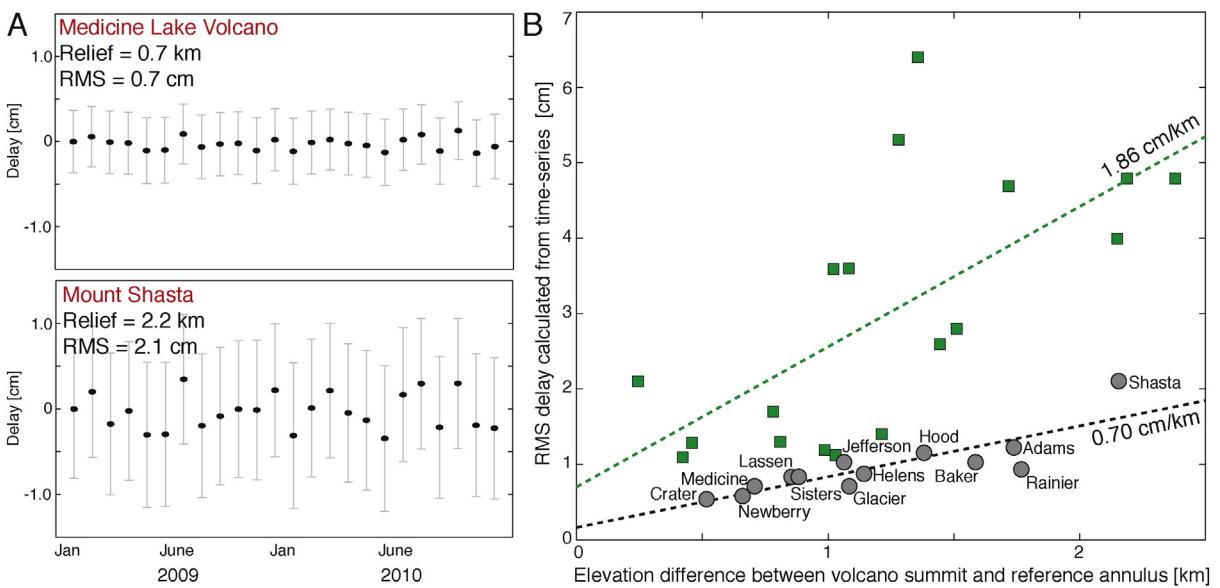 A
Medicine Lake Volcano
Relief = 0.7 km
RMS = 0.7 cm
1.0
0
-1.0
Delay [cm]
Mount Shasta
Relief = 2.2 km
RMS = 2.1 cm
1.0
0
-1.0
Delay [cm]
Jan June Jan June
2009 2010
B
7
6
5
4
3
2
1
0
RMS delay calculated from time-series [cm]
1.86 cm/km
0.70 cm/km
Shasta
Hood
Jefferson
Adams
Lassen
Medicine
Helens
Baker
Rainier
Crater
Sisters
Glacier
Newberry
0 1 2
Elevation difference between volcano summit and reference annulus [km]